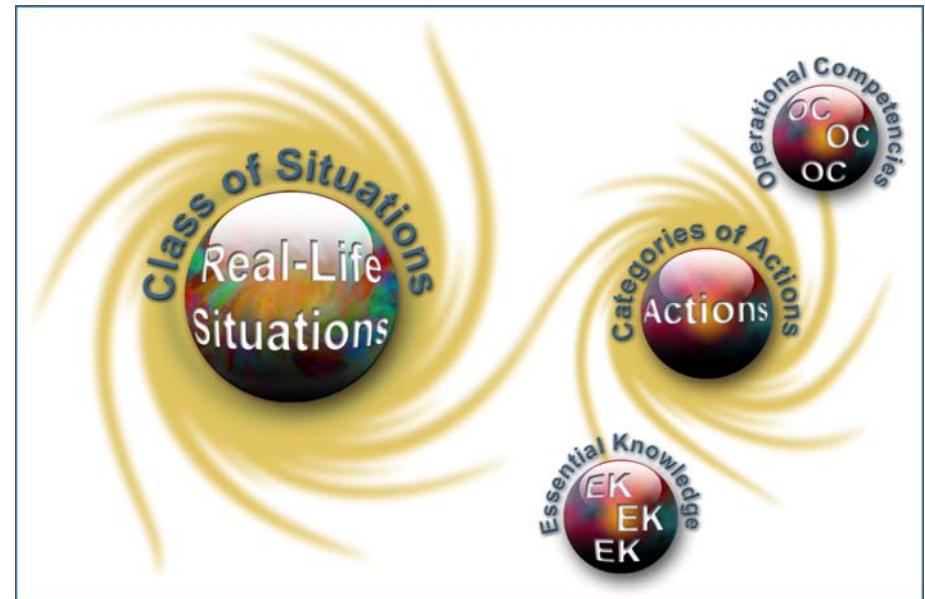 Class of Situations
Real-Life
Situations
Categories of Actions
Actions
Operational Competencies
OC
OC
OC
Essential Knowledge
EK
EK
EK